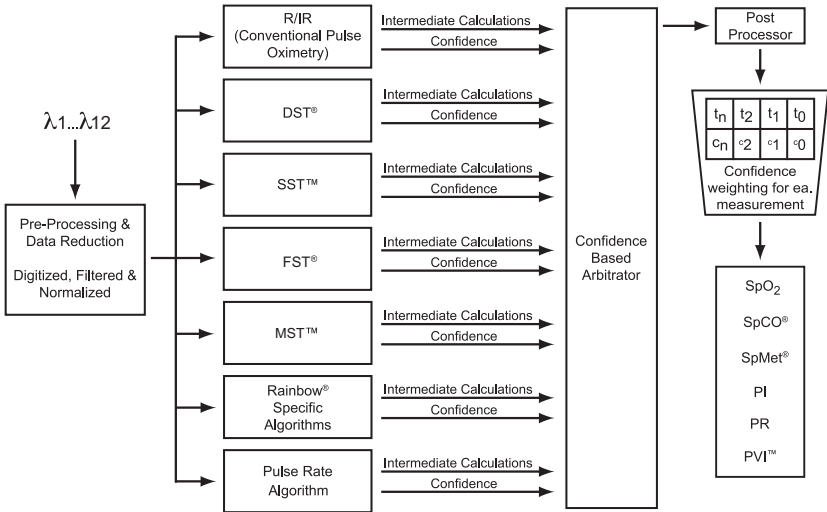 λ1...λ12
Pre-Processing &
Data Reduction
Digitized, Filtered &
Normalized
R/IR
(Conventional Pulse
Oximetry)
Intermediate Calculations
Confidence
DST®
Intermediate Calculations
Confidence
SST™
Intermediate Calculations
Confidence
FST®
Intermediate Calculations
Confidence
MST™
Intermediate Calculations
Confidence
Rainbow®
Specific
Algorithms
Intermediate Calculations
Confidence
Pulse Rate
Algorithm
Intermediate Calculations
Confidence
Confidence
Based
Arbitrator
Post
Processor
tn t2 t1 t0
cn c2 c1 c0
Confidence
weighting for ea.
measurement
SpO2
SpCO®
SpMet®
PI
PR
PVI™